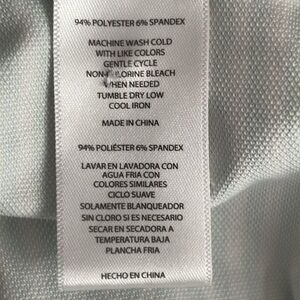 94% POLYESTER 6% SPANDEX
MACHINE WASH COLD
WITH LIKE COLORS
GENTLE CYCLE
BLEACH
NEEDED
TUMBLE DRY LOW
COOL IRON
MADE IN CHINA
94% POLIÉSTER 6% SPANDEX
LAVAR EN LAVADORA CON
AGUA FRIA CON
COLORES SIMILARES
CICLO SUAVE
SOLAMENTE BLANQUEADOR
SIN CLORO SI ES NECESARIO
SECAR EN SECADORA A
TEMPERATURA BAJA
PLANCHA FRIA
HECHO EN CHINA